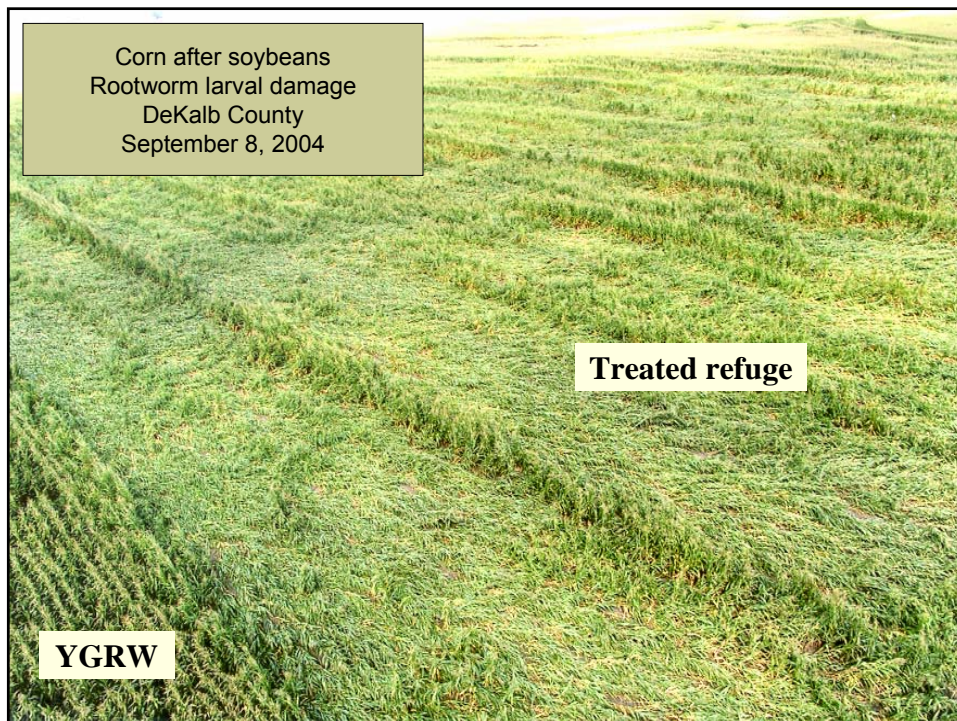 Corn after soybeans
Rootworm larval damage
DeKalb County
September 8, 2004
Treated refuge
YGRW